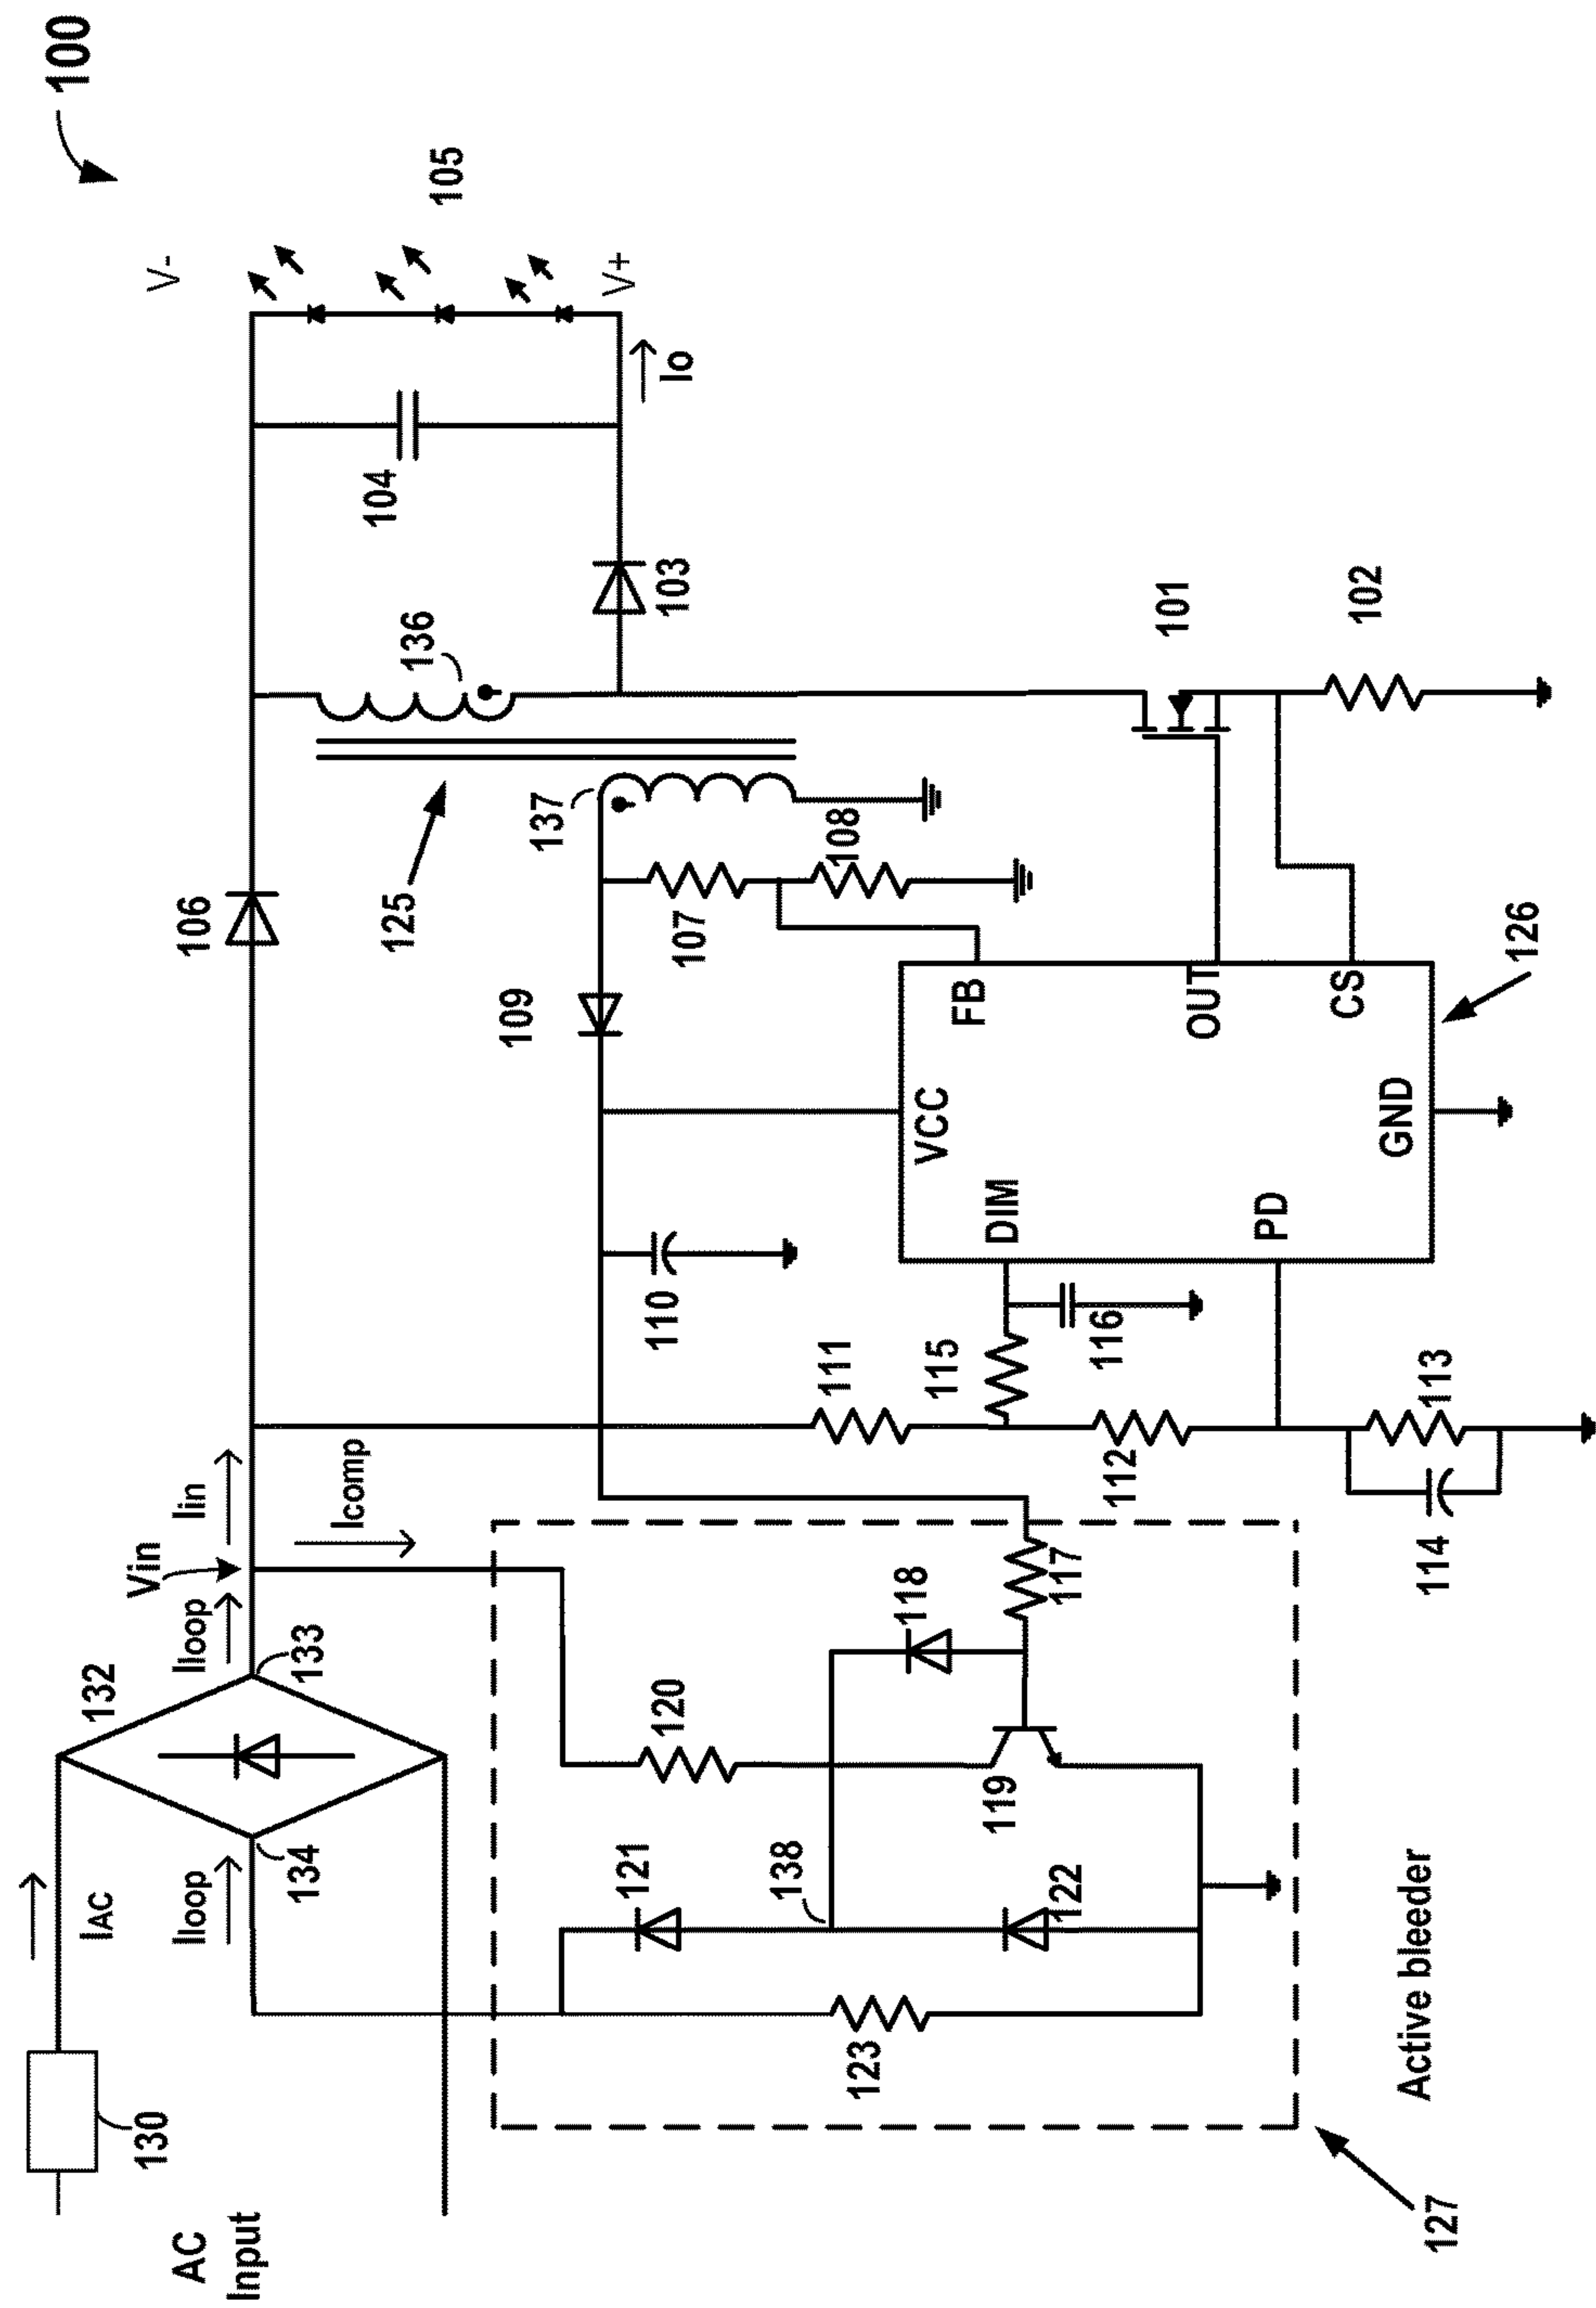 100
AC
Input
130
IAC
Iloop
134
132
133
Iloop
Vin
Iin
Icomp
106
125
136
137
104
103
V-
105
V+
Io
109
107
108
110
111
115
116
112
113
114
VCC
FB
DIM
OUT
PD
GND
CS
126
101
102
121
138
122
123
120
119
118
117
127
Active bleeder